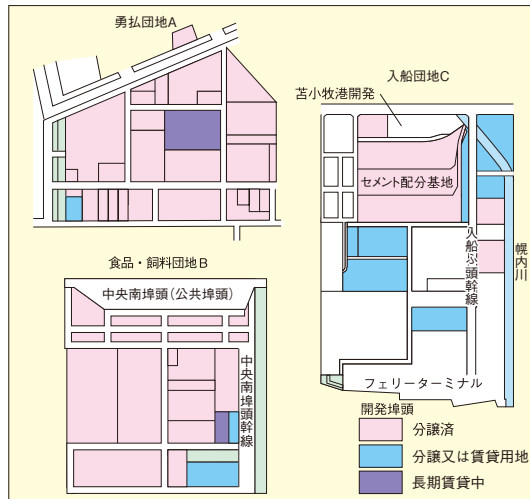 勇払団地A
入船団地C
苫小牧港開発
セメント配分基地
入船ふ頭幹線
幌内川
フェリーターミナル
食品・飼料団地B
中央南埠頭（公共埠頭）
中央南埠頭幹線
開発埠頭
分譲済
分譲又は賃貸用地
長期賃貸中